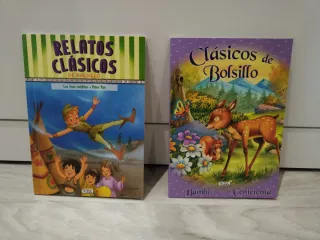 RELATOS
CLÁSICOS
Los tres cerditos • Peter Pan
Clásicos de
Bolsillo
Bambi
Cenicienta